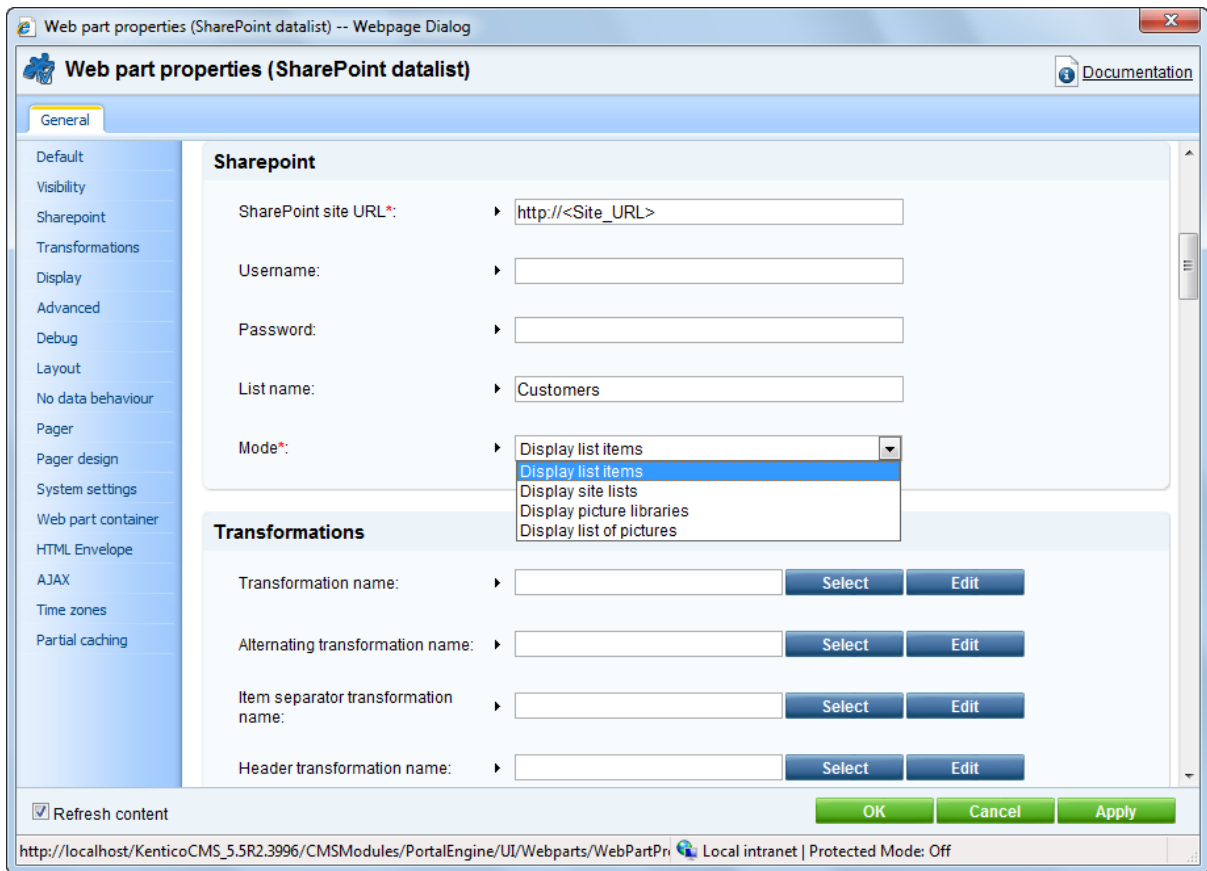 Web part properties (SharePoint datalist) -- Webpage Dialog
x
Web part properties (SharePoint datalist)
Documentation
General
Default
Visibility
Sharepoint
Transformations
Display
Advanced
Debug
Layout
No data behaviour
Pager
Pager design
System settings
Web part container
HTML Envelope
AJAX
Time zones
Partial caching
Sharepoint
SharePoint site URL*:
http://<Site_URL>
Username:
Password:
List name:
Customers
Mode*:
Display list items
Display list items
Display site lists
Display picture libraries
Display list of pictures
Transformations
Transformation name:
Select Edit
Alternating transformation name:
Select Edit
Item separator transformation
name:
Select Edit
Header transformation name:
Select Edit
Refresh content
OK Cancel Apply
http://localhost/KenticoCMS_5.5R2.3996/CMSModules/PortalEngine/UI/Webparts/WebPartPr
Local intranet | Protected Mode: Off